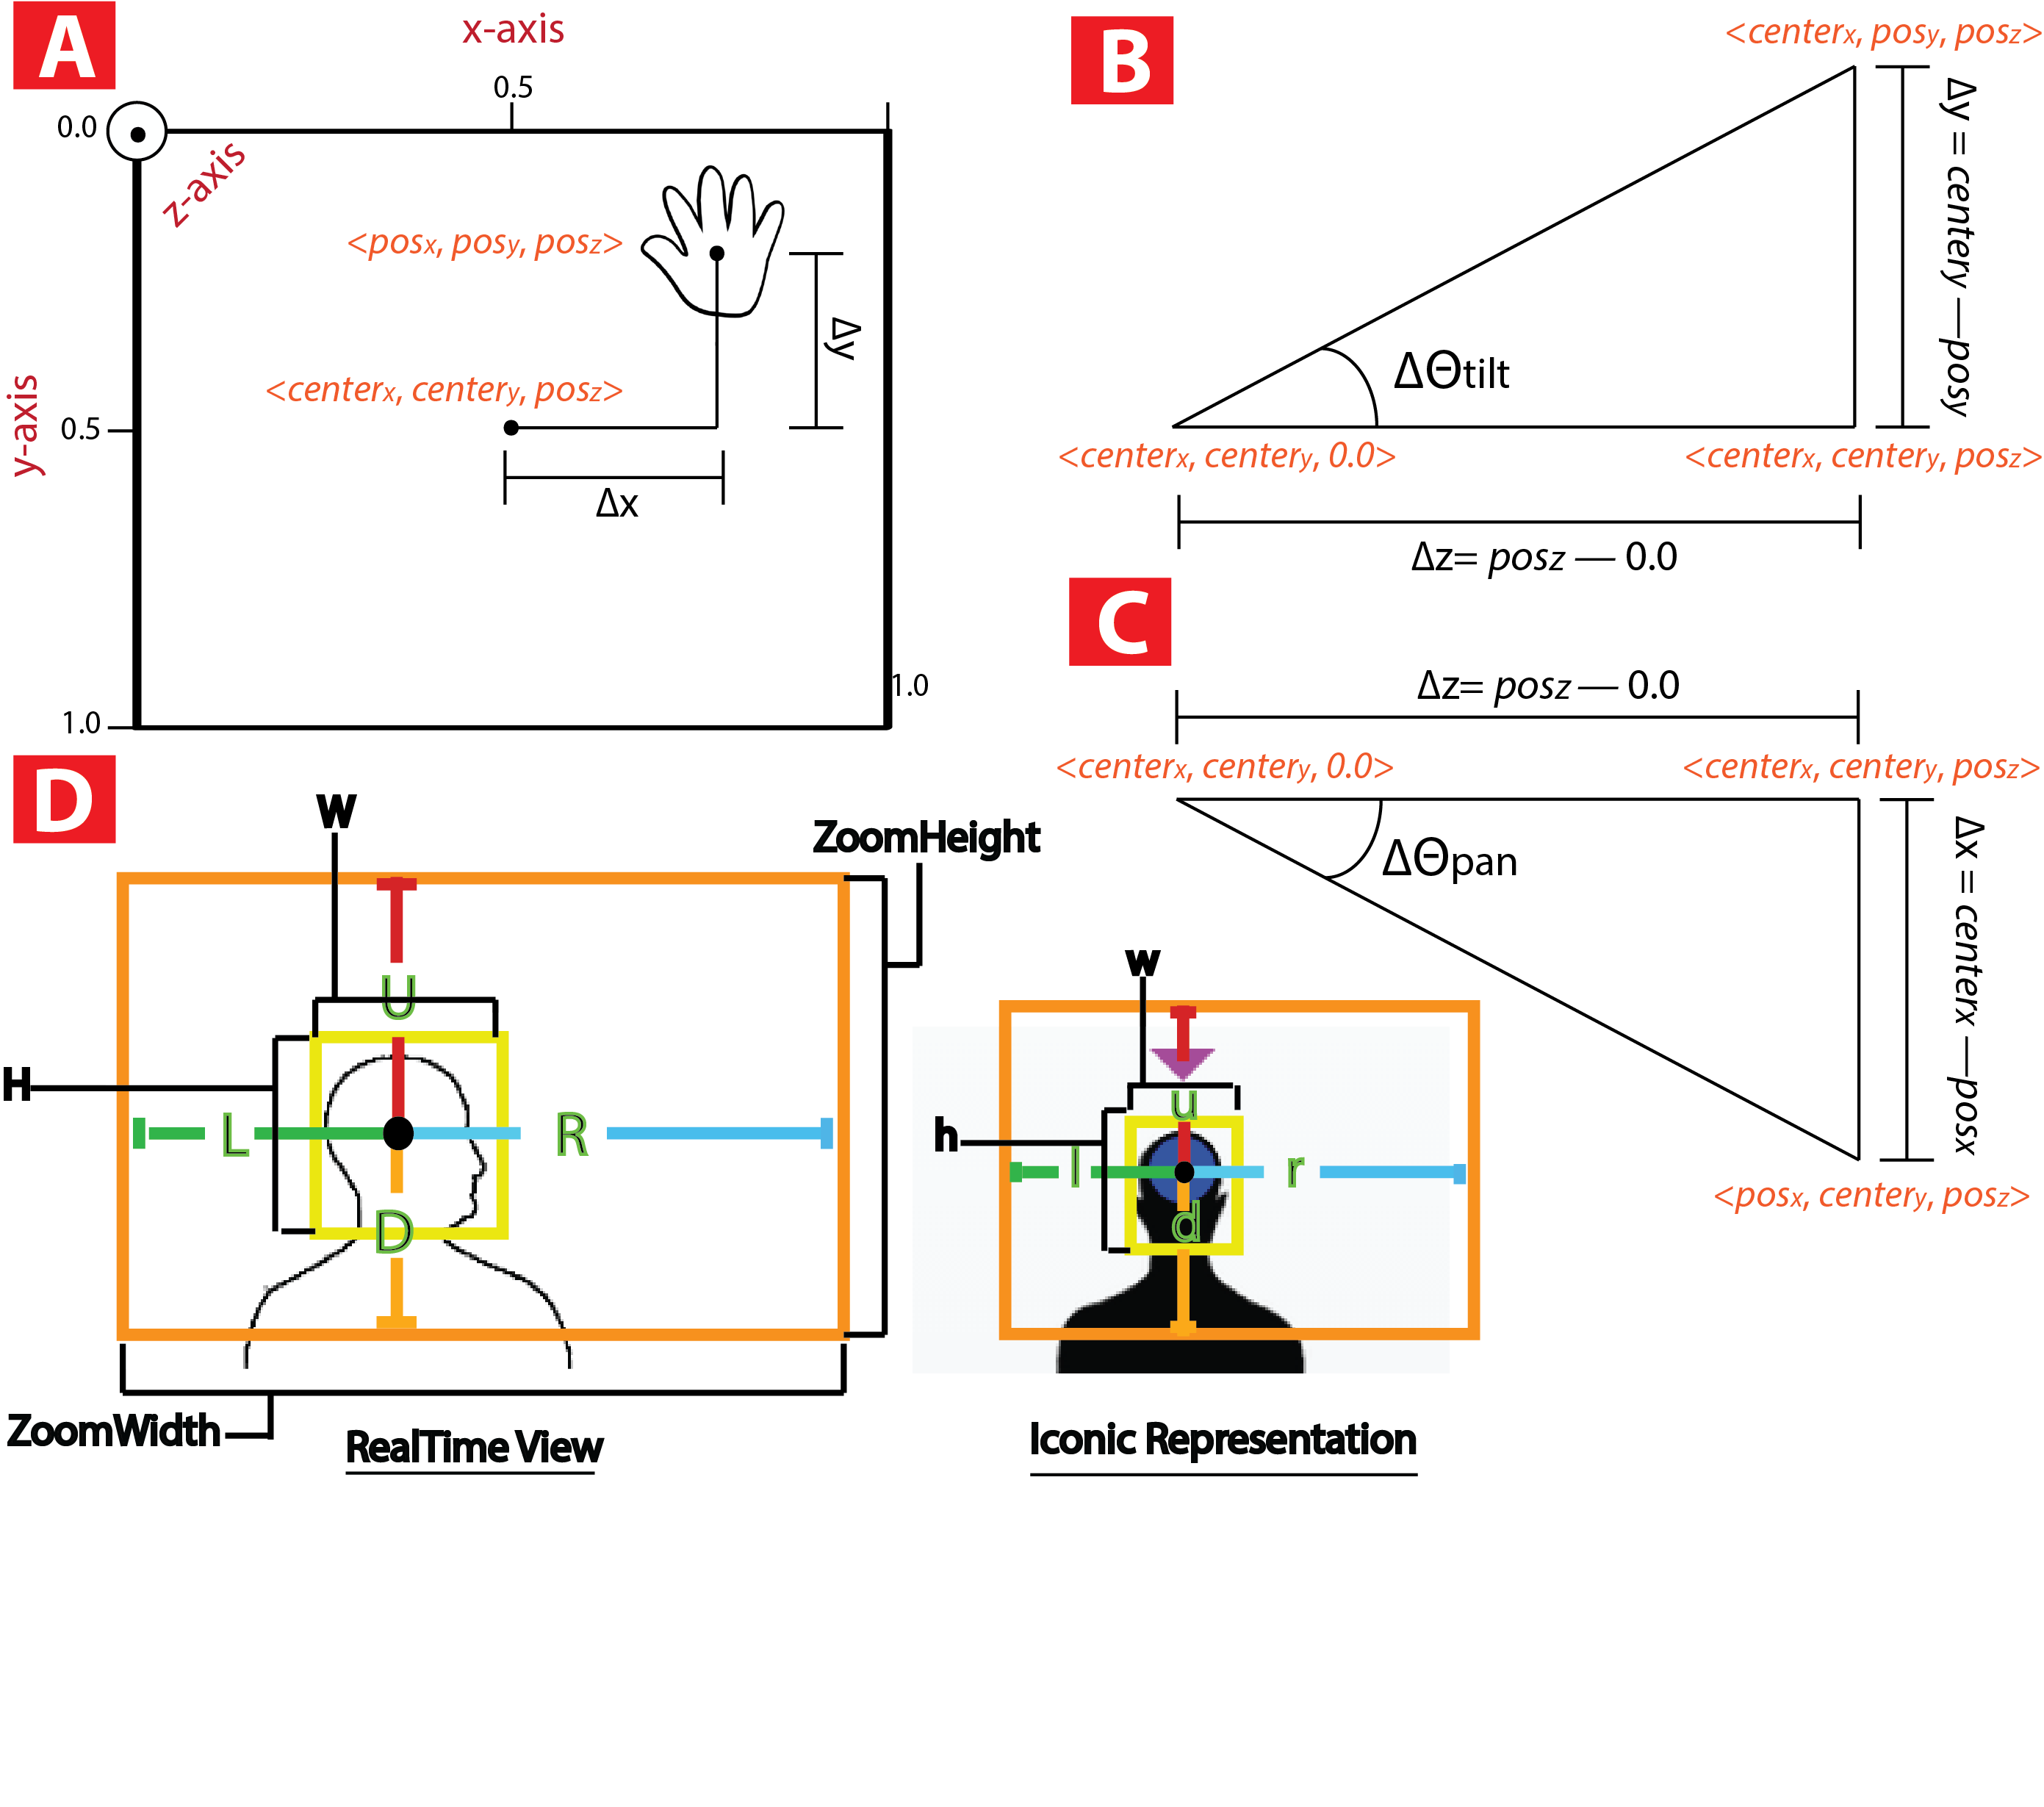 A
x-axis
0.5
0.0
z-axis
<posx, posy, posz>
Δy
<centerx, centery, posz>
y-axis
0.5
Δx
1.0
1.0
B
<centerx, posy, posz>
Δy = centery —posy
ΔΘtilt
<centerx, centery, 0.0>
<centerx, centery, posz>
Δz= posz — 0.0
C
Δz= posz — 0.0
<centerx, centery, 0.0>
<centerx, centery, posz>
ΔΘpan
Δx = centerx —posx
<posx, centery, posz>
D
W
ZoomHeight
U
H
L
R
D
ZoomWidth
RealTime View
w
u
h
l
r
d
Iconic Representation